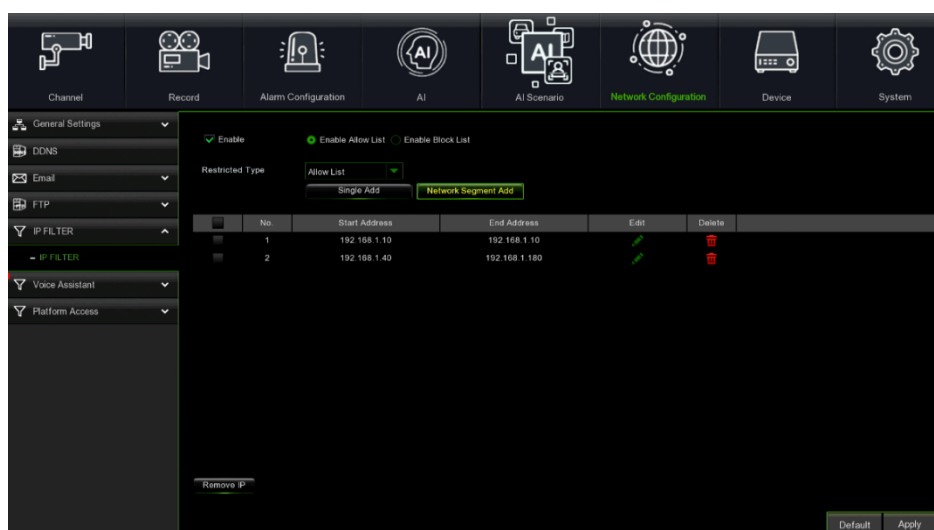 AI
AI
Channel Record Alarm Configuration AI AI Scenario Network Configuration Device System
General Settings
DDNS
Email
FTP
IP FILTER
IP FILTER
Voice Assistant
Platform Access
Enable Enable Allow List Enable Block List
Restricted Type Allow List
Single Add Network Segment Add
No. Start Address End Address Edit Delete
1 192.168.1.10 192.168.1.10
2 192.168.1.40 192.168.1.180
Remove IP
Default Apply